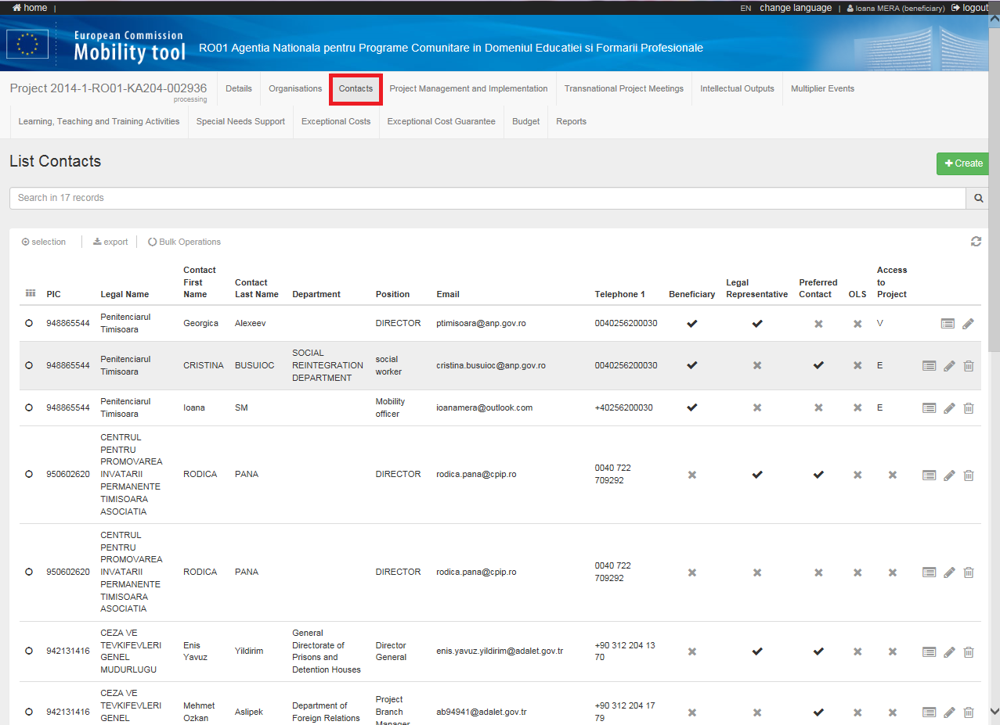 home |
EN change language | Ioana MERA (beneficiary) logout
European Commission
Mobility tool
RO01 Agentia Nationala pentru Programe Comunitare in Domeniul Educatiei si Formarii Profesionale
Project 2014-1-RO01-KA204-002936
processing
Details Organisations Contacts Project Management and Implementation Transnational Project Meetings Intellectual Outputs Multiplier Events
Learning, Teaching and Training Activities Special Needs Support Exceptional Costs Exceptional Cost Guarantee Budget Reports
List Contacts
+ Create
Search in 17 records
selection export Bulk Operations
PIC
Legal Name
Contact
First
Name
Contact
Last Name
Department
Position
Email
Telephone 1
Beneficiary
Legal
Representative
Preferred
Contact
OLS
Access
to
Project
948865544
Penitenciarul
Timisoara
Georgica
Alexeev
DIRECTOR
ptimisoara@anp.gov.ro
0040256200030
V
948865544
Penitenciarul
Timisoara
CRISTINA
BUSUIOC
SOCIAL
REINTEGRATION
DEPARTMENT
social
worker
cristina.busuioc@anp.gov.ro
0040256200030
E
948865544
Penitenciarul
Timisoara
Ioana
SM
Mobility
officer
ioanamera@outlook.com
+40256200030
E
950602620
CENTRUL
PENTRU
PROMOVAREA
INVATARII
PERMANENTE
TIMISOARA
ASOCIATIA
RODICA
PANA
DIRECTOR
rodica.pana@cpip.ro
0040 722
709292
950602620
CENTRUL
PENTRU
PROMOVAREA
INVATARII
PERMANENTE
TIMISOARA
ASOCIATIA
RODICA
PANA
DIRECTOR
rodica.pana@cpip.ro
0040 722
709292
942131416
CEZA VE
TEVKIFEVLERI
GENEL
MUDURLUGU
Enis
Yavuz
Yildirim
General
Directorate of
Prisons and
Detention Houses
Director
General
enis.yavuz.yildirim@adalet.gov.tr
+90 312 204 13
70
942131416
CEZA VE
TEVKIFEVLERI
GENEL
Mehmet
Ozkan
Aslipek
Department of
Foreign Relations
Project
Branch
Manager
ab94941@adalet.gov.tr
+90 312 204 17
79